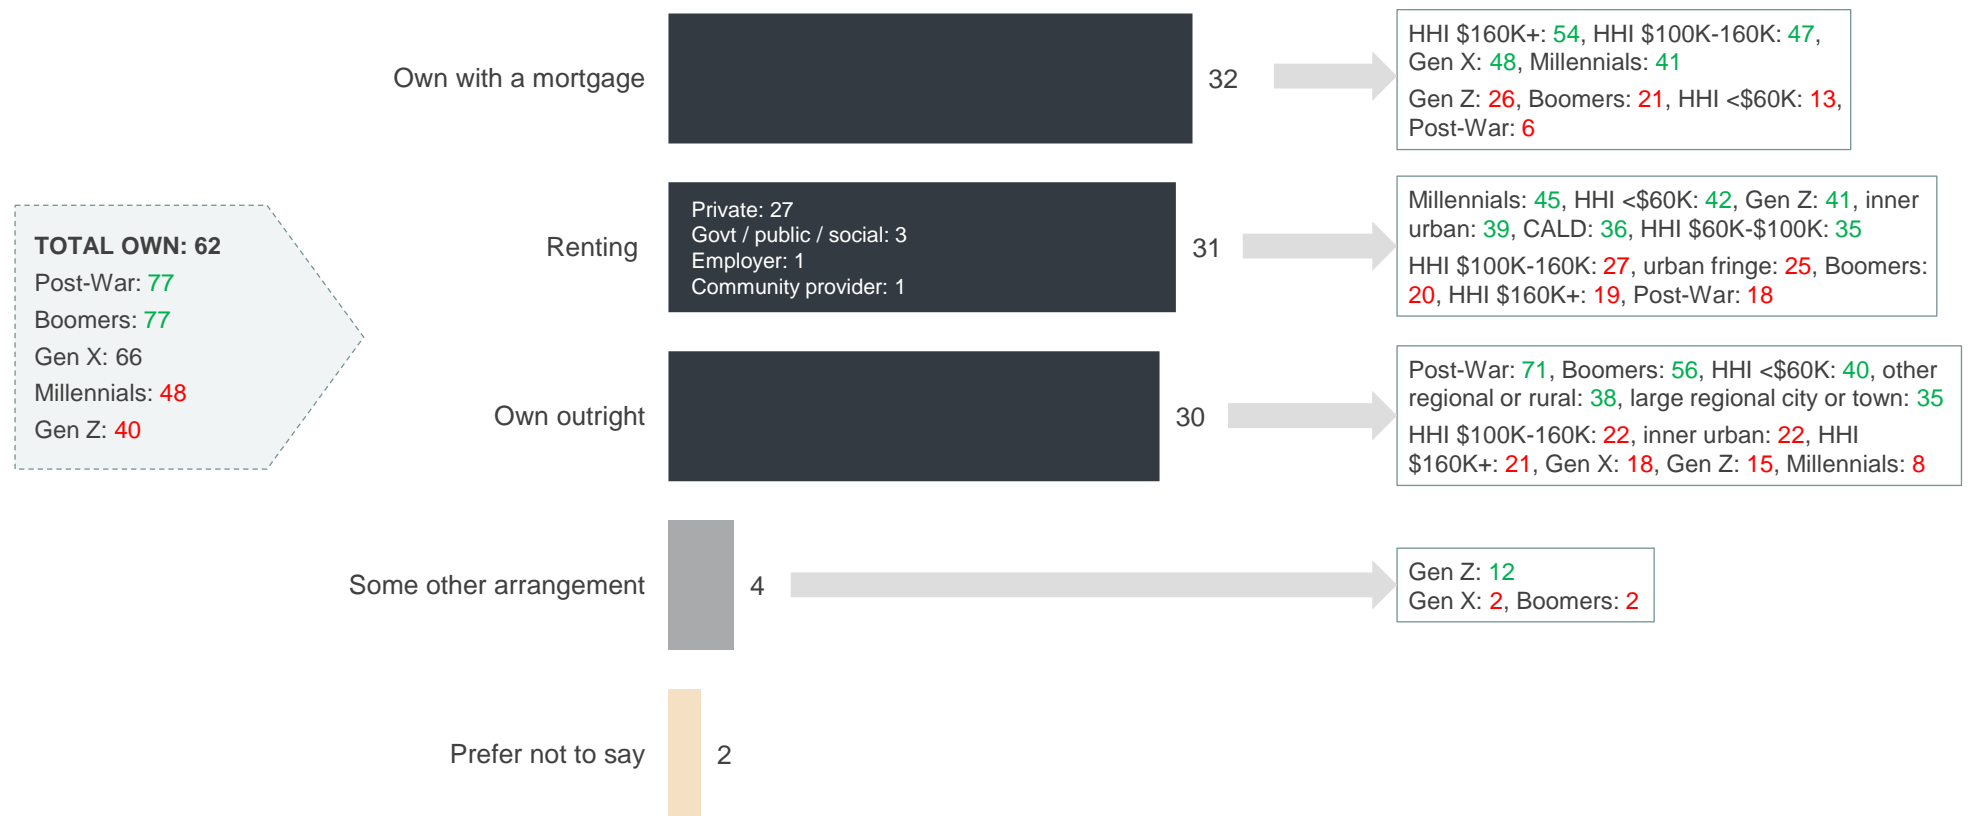 TOTAL OWN: 62
Post-War: 77
Boomers: 77
Gen X: 66
Millennials: 48
Gen Z: 40
Own with a mortgage
32
HHI $160K+: 54, HHI $100K-160K: 47,
Gen X: 48, Millennials: 41
Gen Z: 26, Boomers: 21, HHI <$60K: 13,
Post-War: 6
Renting
Private: 27
Govt / public / social: 3
Employer: 1
Community provider: 1
31
Millennials: 45, HHI <$60K: 42, Gen Z: 41, inner
urban: 39, CALD: 36, HHI $60K-$100K: 35
HHI $100K-160K: 27, urban fringe: 25, Boomers:
20, HHI $160K+: 19, Post-War: 18
Own outright
30
Post-War: 71, Boomers: 56, HHI <$60K: 40, other
regional or rural: 38, large regional city or town: 35
HHI $100K-160K: 22, inner urban: 22, HHI
$160K+: 21, Gen X: 18, Gen Z: 15, Millennials: 8
Some other arrangement
4
Gen Z: 12
Gen X: 2, Boomers: 2
Prefer not to say
2